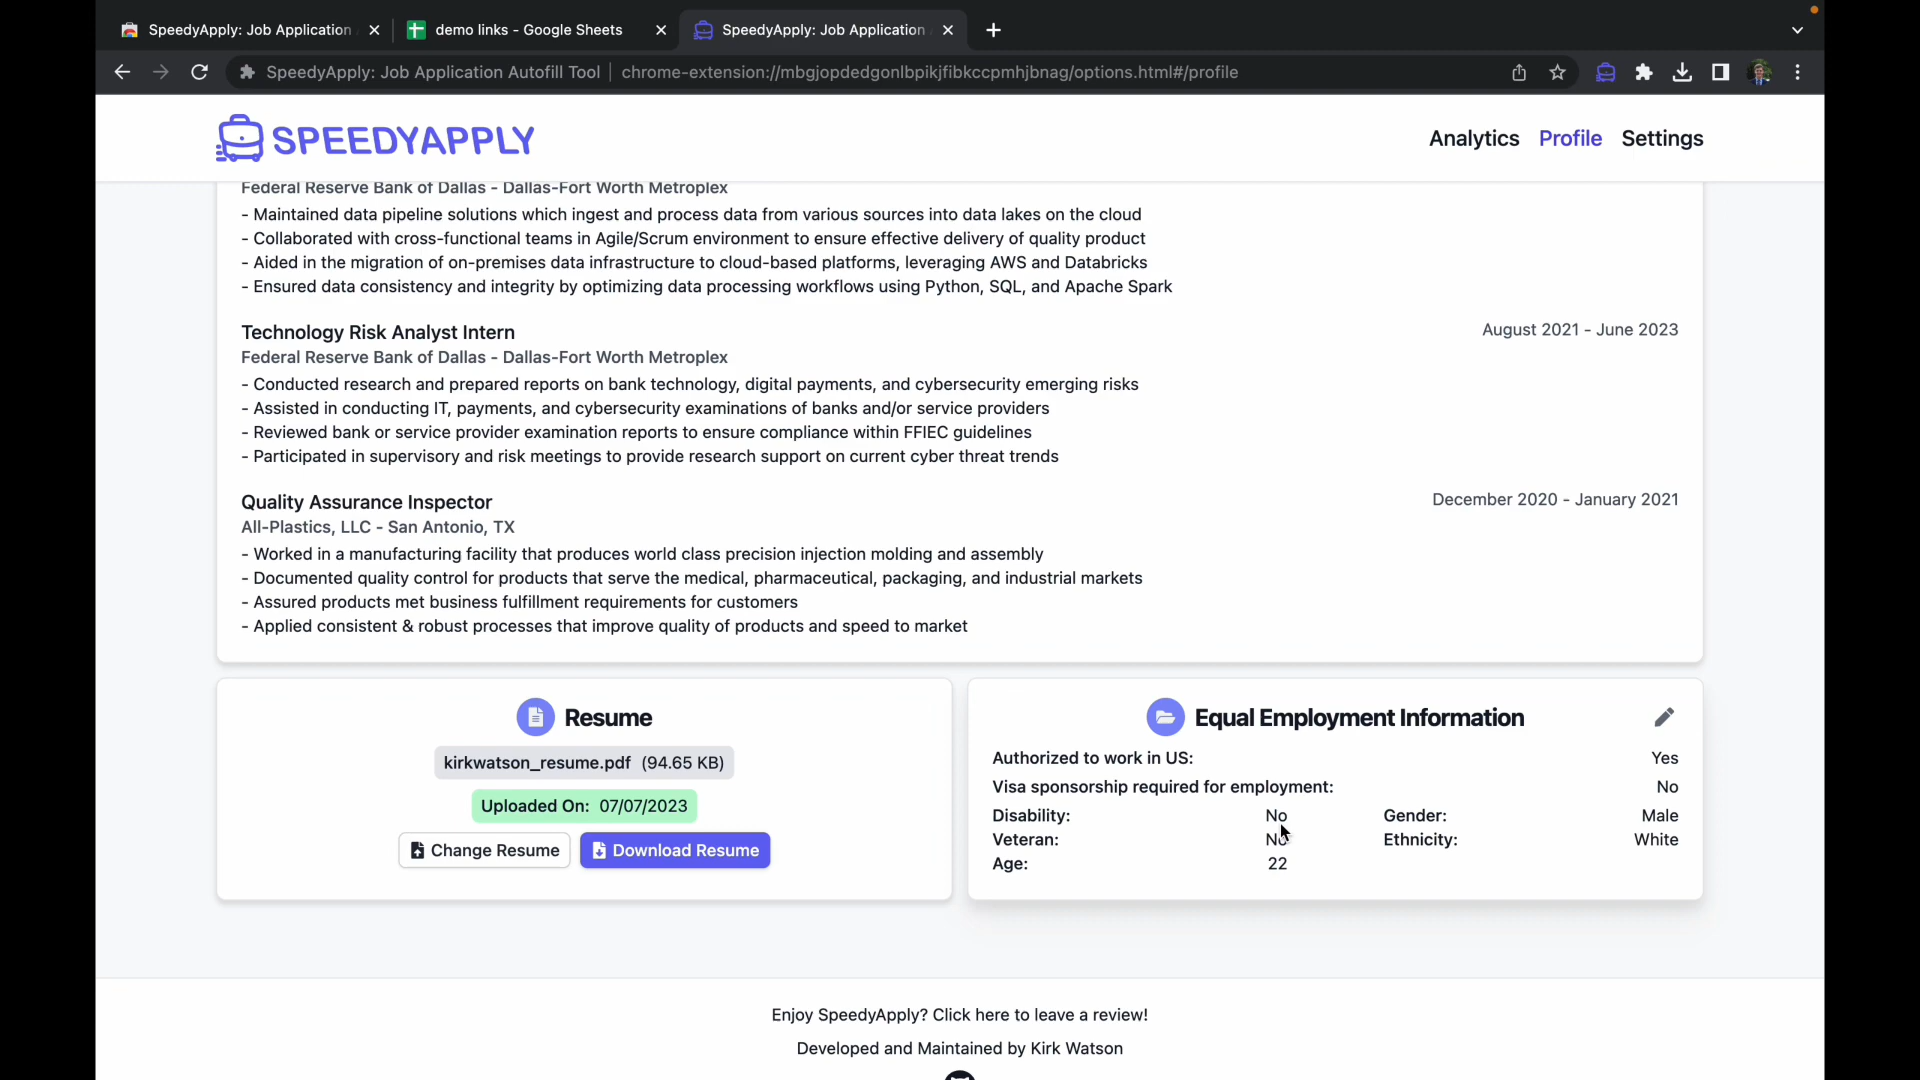 SpeedyApply: Job Application
demo links - Google Sheets
SpeedyApply: Job Application
SpeedyApply: Job Application Autofill Tool
chrome-extension://mbgjopdedgonlbpikjfibkccpmhjbnag/options.html#/profile
SPEEDYAPPLY
Analytics
Profile
Settings
Federal Reserve Bank of Dallas - Dallas-Fort Worth Metroplex
- Maintained data pipeline solutions which ingest and process data from various sources into data lakes on the cloud
- Collaborated with cross-functional teams in Agile/Scrum environment to ensure effective delivery of quality product
- Aided in the migration of on-premises data infrastructure to cloud-based platforms, leveraging AWS and Databricks
- Ensured data consistency and integrity by optimizing data processing workflows using Python, SQL, and Apache Spark
Technology Risk Analyst Intern
August 2021 - June 2023
Federal Reserve Bank of Dallas - Dallas-Fort Worth Metroplex
- Conducted research and prepared reports on bank technology, digital payments, and cybersecurity emerging risks
- Assisted in conducting IT, payments, and cybersecurity examinations of banks and/or service providers
- Reviewed bank or service provider examination reports to ensure compliance within FFIEC guidelines
- Participated in supervisory and risk meetings to provide research support on current cyber threat trends
Quality Assurance Inspector
December 2020 - January 2021
All-Plastics, LLC - San Antonio, TX
- Worked in a manufacturing facility that produces world class precision injection molding and assembly
- Documented quality control for products that serve the medical, pharmaceutical, packaging, and industrial markets
- Assured products met business fulfillment requirements for customers
- Applied consistent & robust processes that improve quality of products and speed to market
Resume
kirkwatson_resume.pdf (94.65 KB)
Uploaded On: 07/07/2023
Change Resume
Download Resume
Equal Employment Information
Authorized to work in US: Yes
Visa sponsorship required for employment: No
Disability: No Gender: Male
Veteran: No Ethnicity: White
Age: 22
Enjoy SpeedyApply? Click here to leave a review!
Developed and Maintained by Kirk Watson